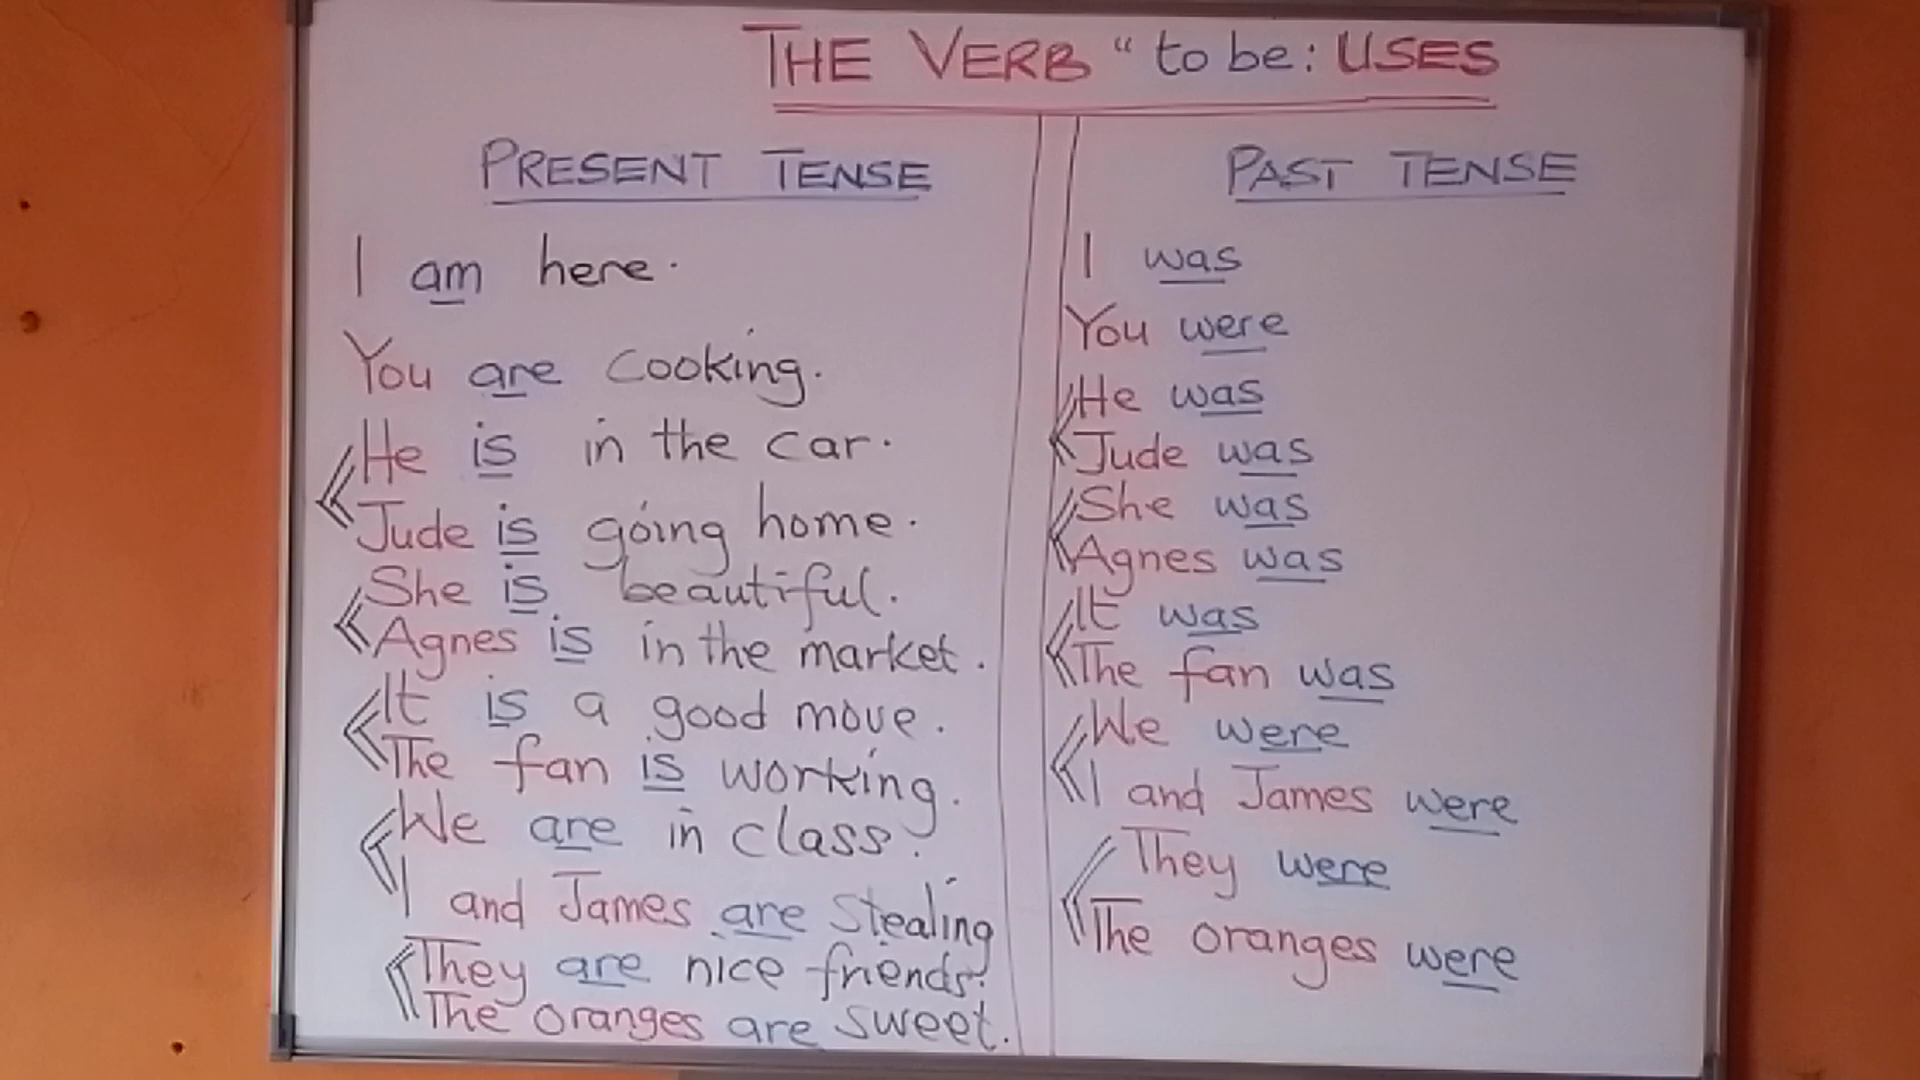 THE VERB “to be: USES
PRESENT TENSE
I am here.
You are cooking.
He is in the car.
Jude is going home.
She is beautiful.
Agnes is in the market.
It is a good move.
The fan is working.
We are in class.
I and James are stealing
They are nice friends.
The oranges are sweet.
PAST TENSE
I was
You were
He was
Jude was
She was
Agnes was
It was
The fan was
We were
I and James were
They were
The oranges were